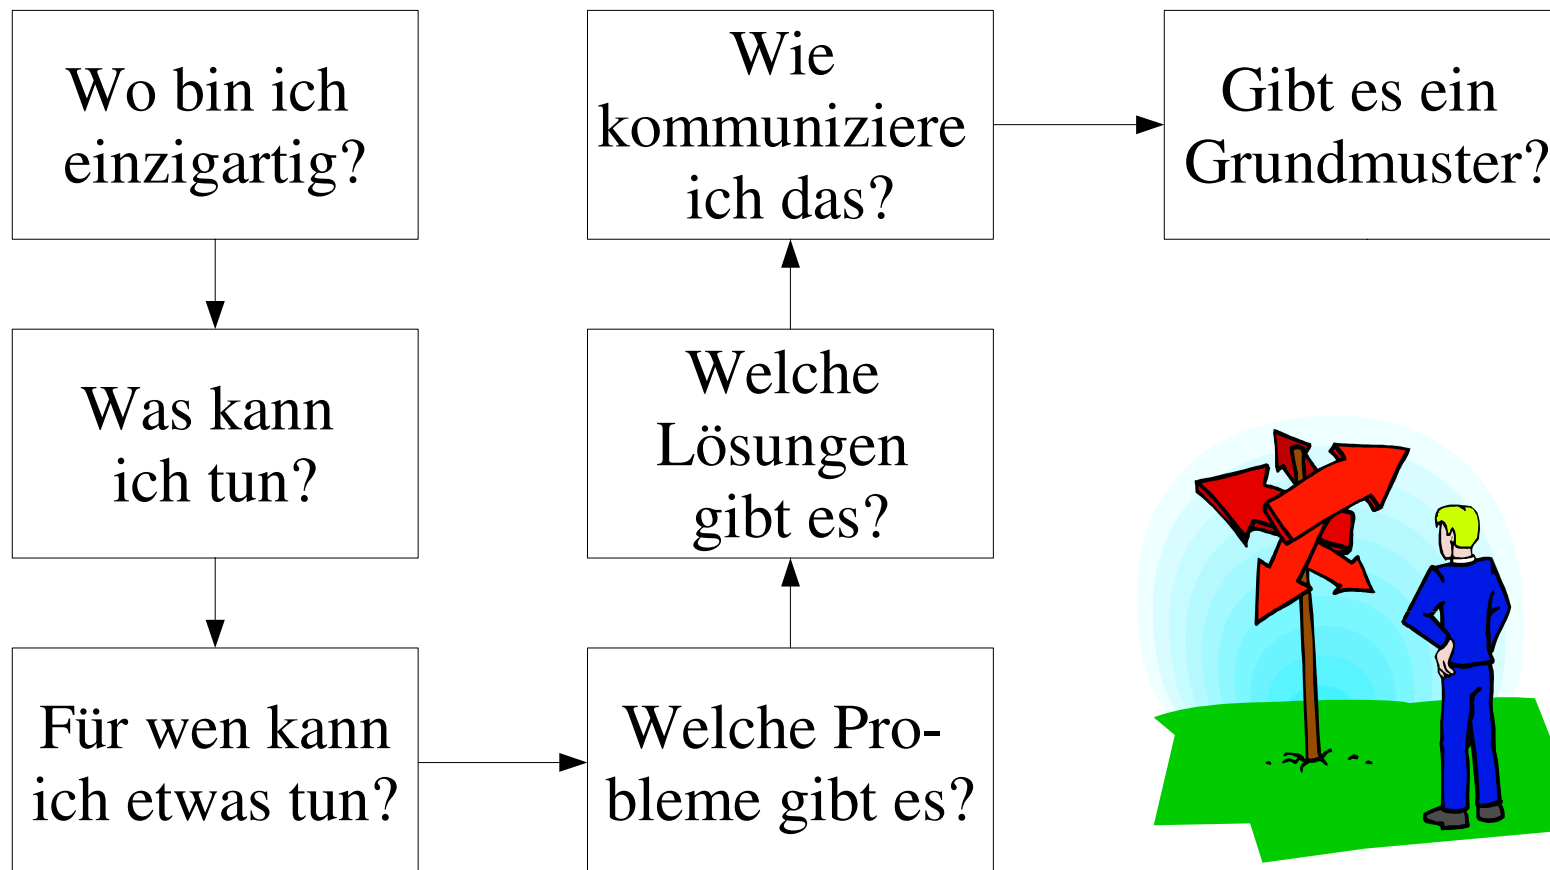 Wo bin ich
einzigartig?
Was kann
ich tun?
Für wen kann
ich etwas tun?
Welche Pro-
bleme gibt es?
Welche
Lösungen
gibt es?
Wie
kommuniziere
ich das?
Gibt es ein
Grundmuster?